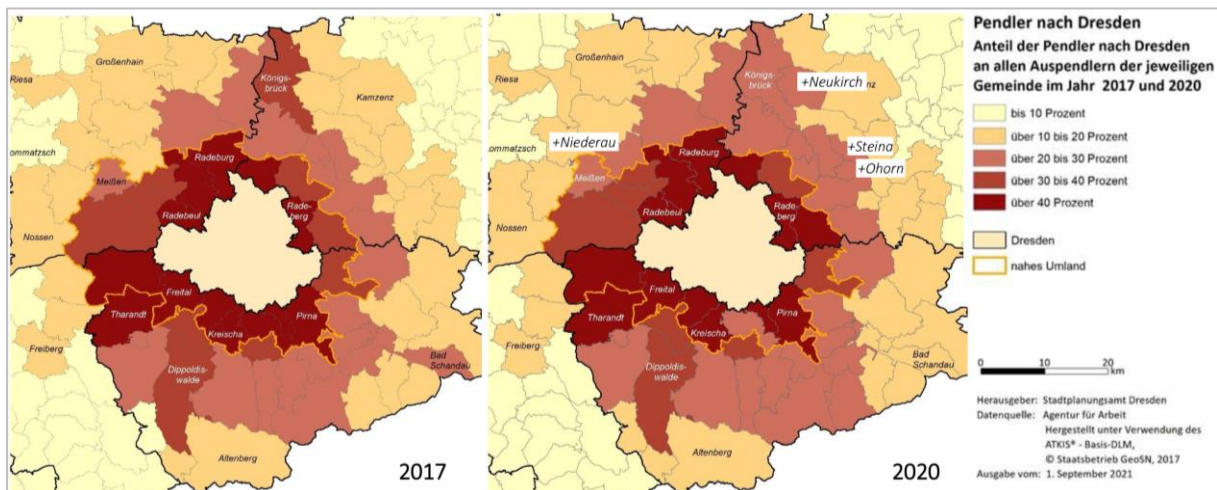 Riesa
Großenhain
Königs-
brück
Kamzenz
ommatzsch
Meißen
Radeburg
Radebeul
Rade-
berg
Nossen
Freital
Tharandt
Pirna
Kreischa
Freiberg
Dippoldis-
walde
Bad
Schandau
Altenberg
2017
Riesa
Großenhain
Königs-
brück
+Neukirch
nz
+Niederau
ommatzsch
+Steina
+Ohorn
Meißen
Radeburg
Radebeul
Rade-
berg
Nossen
Freital
Tharandt
Pirna
Kreischa
Freiberg
Dippoldis-
walde
Bad
Schandau
Altenberg
2020
Pendler nach Dresden
Anteil der Pendler nach Dresden
an allen Auspendlern der jeweiligen
Gemeinde im Jahr 2017 und 2020
bis 10 Prozent
über 10 bis 20 Prozent
über 20 bis 30 Prozent
über 30 bis 40 Prozent
über 40 Prozent
Dresden
nahes Umland
0 10 20
km
Herausgeber: Stadtplanungsamt Dresden
Datenquelle: Agentur für Arbeit
Hergestellt unter Verwendung des
ATKIS® - Basis-DLM,
© Staatsbetrieb GeoSN, 2017
Ausgabe vom: 1. September 2021